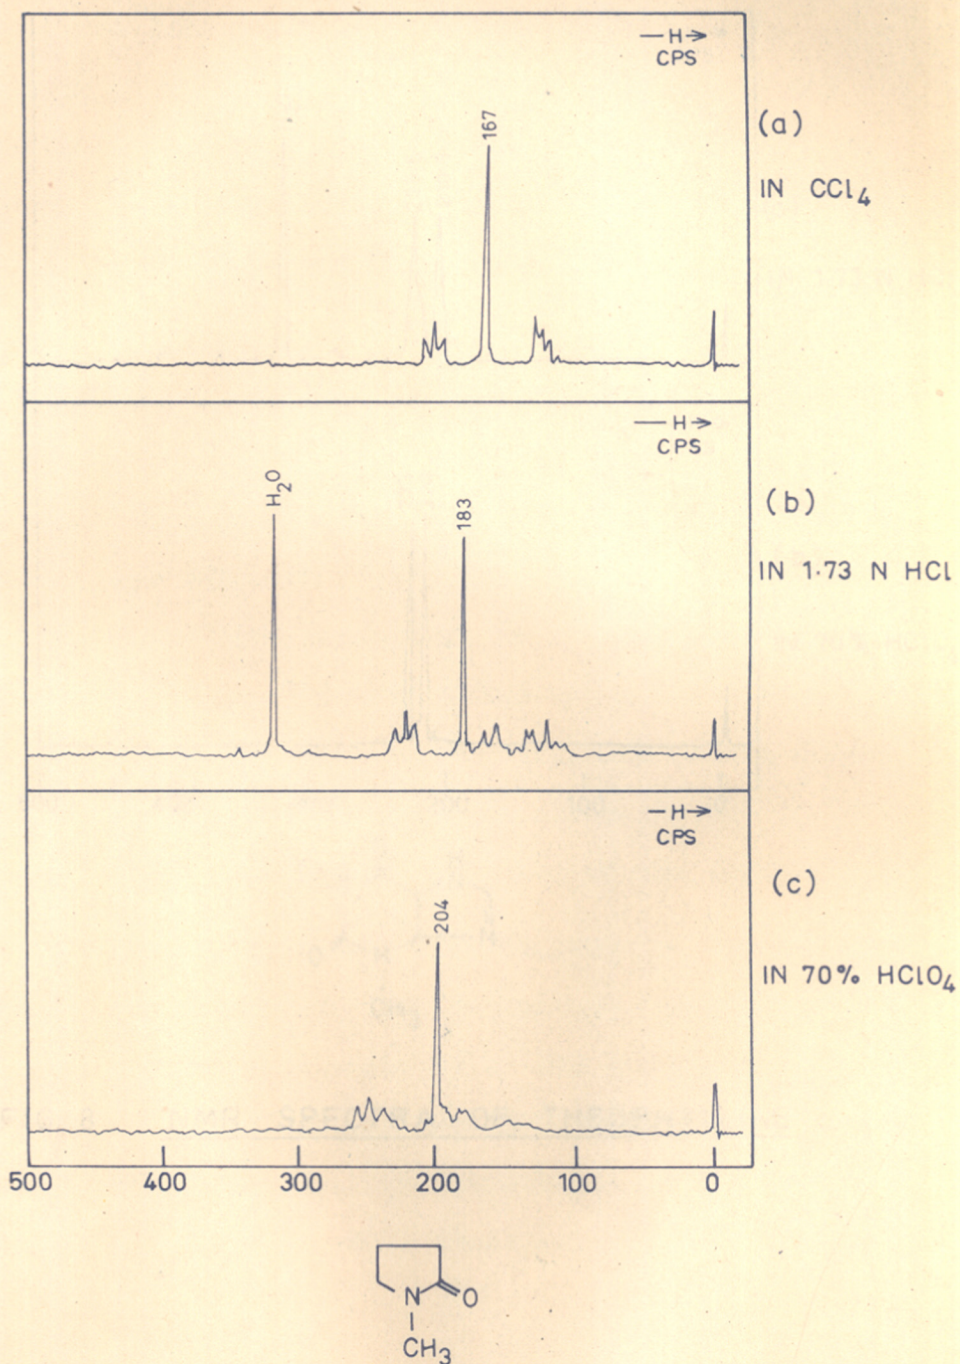 —H→
CPS
(a)
167
IN CCl4
—H→
CPS
H2O
183
(b)
IN 1·73 N HCl
—H→
CPS
(c)
204
IN 70% HClO4
500 400 300 200 100 0
N O
CH3